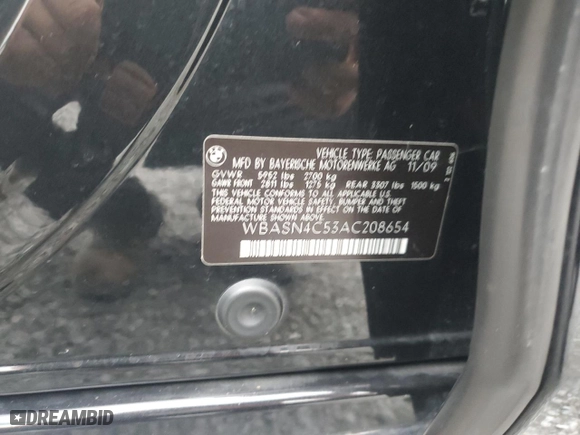 VEHICLE TYPE: PASSENGER CAR
MFD BY BAYERISCHE MOTORENWERKE AG 11/09
GVWR 5952 lbs 2700 kg
GAWR FRONT 2811 lbs 1275 kg REAR 3307 lbs 1500 kg
THIS VEHICLE CONFORMS TO ALL APPLICABLE
FEDERAL MOTOR VEHICLE SAFETY, BUMPER AND THEFT
PREVENTION STANDARDS IN EFFECT ON THE DATE OF
MANUFACTURE SHOWN ABOVE.
WBASN4C53AC208654
DREAMBID